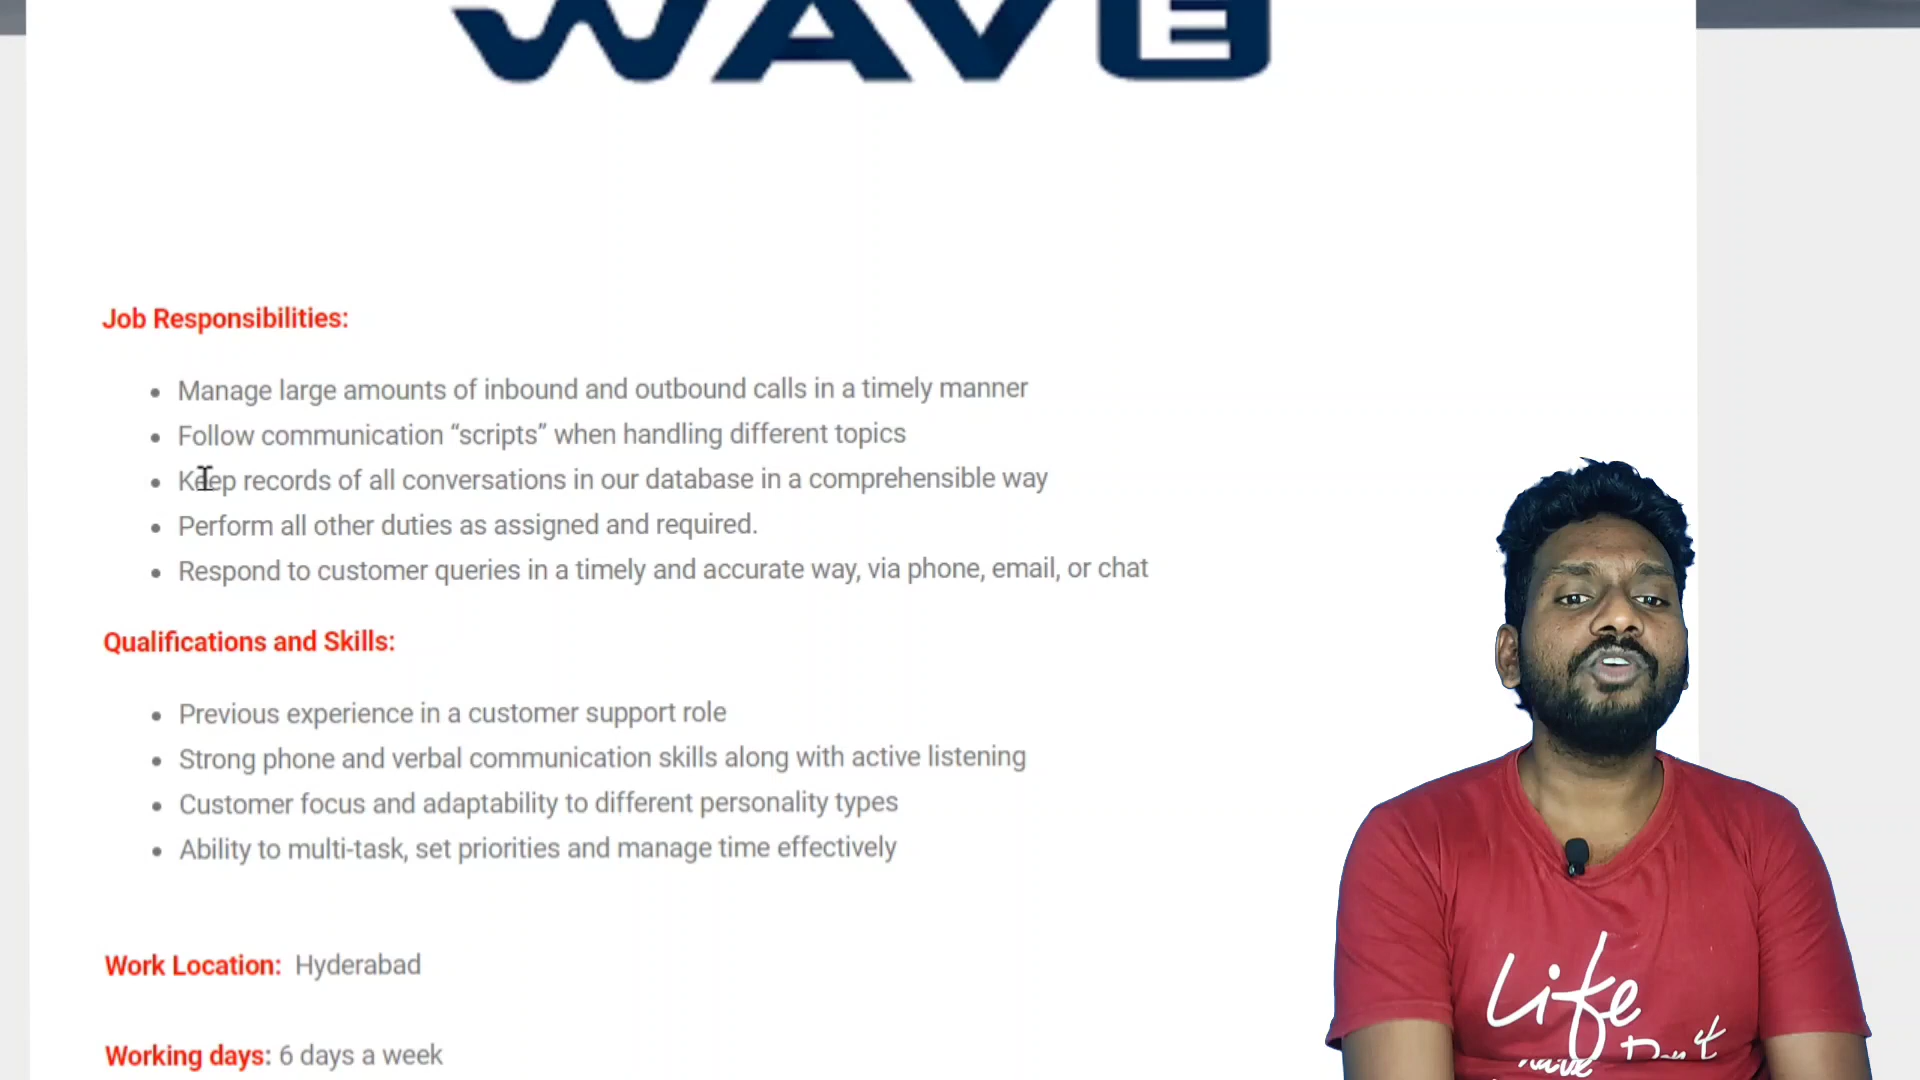 WAVE
Job Responsibilities:
Manage large amounts of inbound and outbound calls in a timely manner
Follow communication “scripts” when handling different topics
Keep records of all conversations in our database in a comprehensible way
Perform all other duties as assigned and required.
Respond to customer queries in a timely and accurate way, via phone, email, or chat
Qualifications and Skills:
Previous experience in a customer support role
Strong phone and verbal communication skills along with active listening
Customer focus and adaptability to different personality types
Ability to multi-task, set priorities and manage time effectively
Work Location: Hyderabad
Working days: 6 days a week
Life
Don't